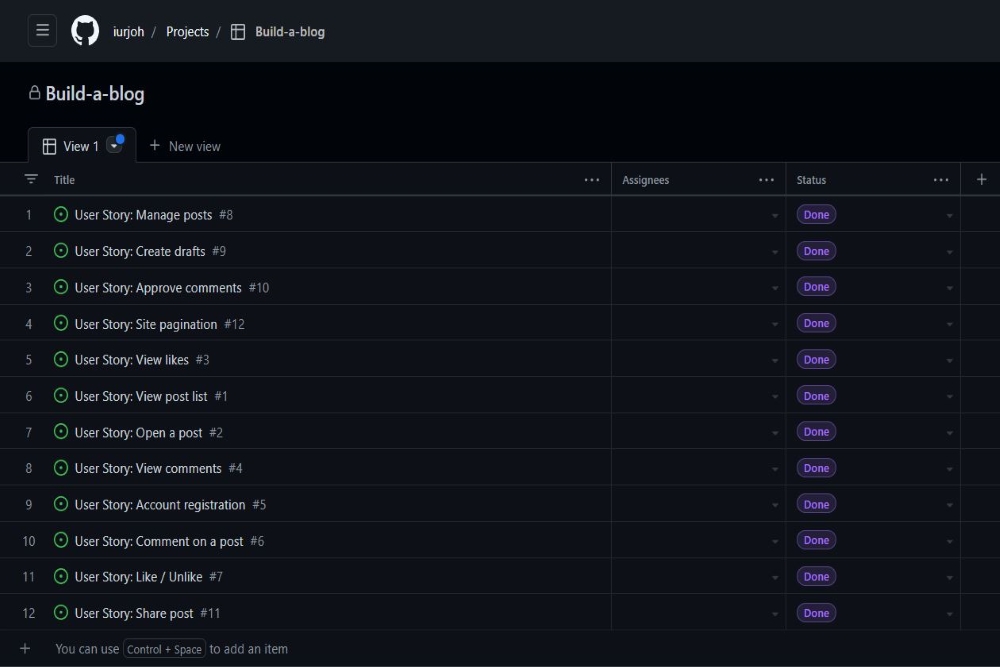 iurjoh / Projects / Build-a-blog
Build-a-blog
View 1 + New view
Title ... Assignees ... Status ... +
1 User Story: Manage posts #8 Done
2 User Story: Create drafts #9 Done
3 User Story: Approve comments #10 Done
4 User Story: Site pagination #12 Done
5 User Story: View likes #3 Done
6 User Story: View post list #1 Done
7 User Story: Open a post #2 Done
8 User Story: View comments #4 Done
9 User Story: Account registration #5 Done
10 User Story: Comment on a post #6 Done
11 User Story: Like / Unlike #7 Done
12 User Story: Share post #11 Done
+ You can use Control + Space to add an item